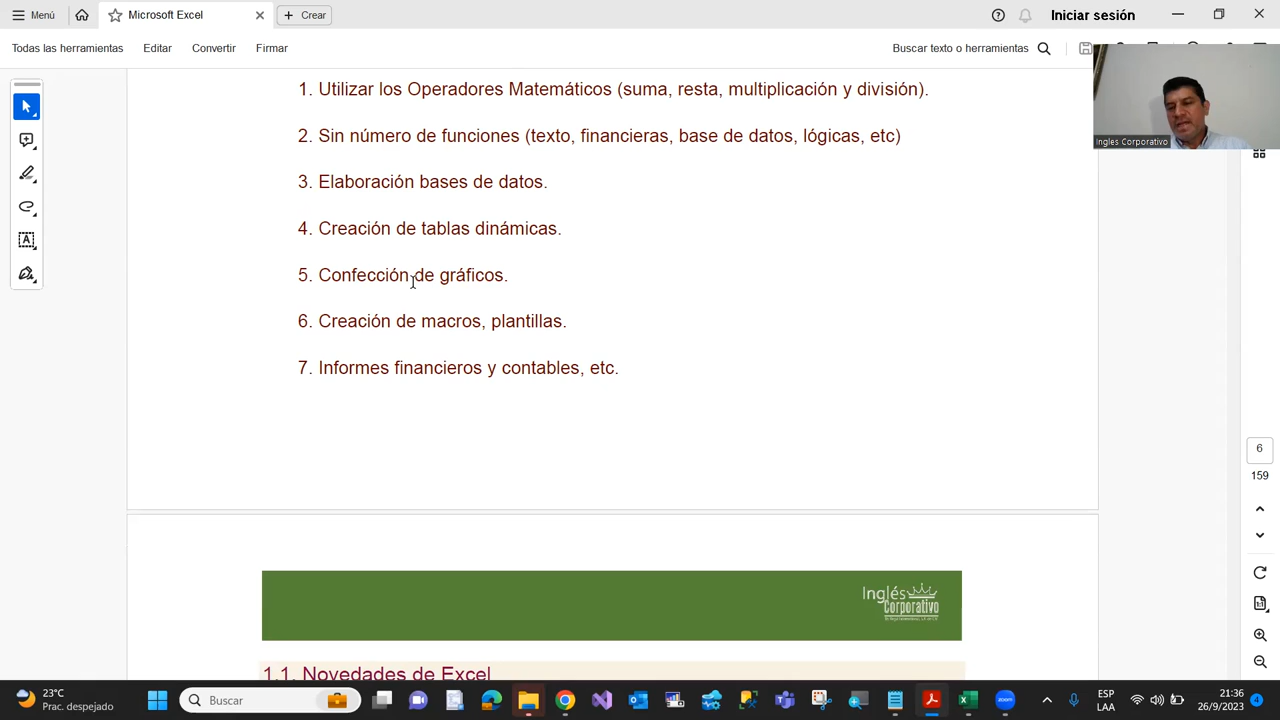 Menú
Microsoft Excel
Crear
Iniciar sesión
Todas las herramientas
Editar
Convertir
Firmar
Buscar texto o herramientas
Ingles Corporativo
1. Utilizar los Operadores Matemáticos (suma, resta, multiplicación y división).
2. Sin número de funciones (texto, financieras, base de datos, lógicas, etc)
3. Elaboración bases de datos.
4. Creación de tablas dinámicas.
5. Confección de gráficos.
6. Creación de macros, plantillas.
7. Informes financieros y contables, etc.
6
159
Inglés
Corporativo
1.1. Novedades de Excel
23°C
Prac. despejado
Buscar
ESP
LAA
21:36
26/9/2023
4